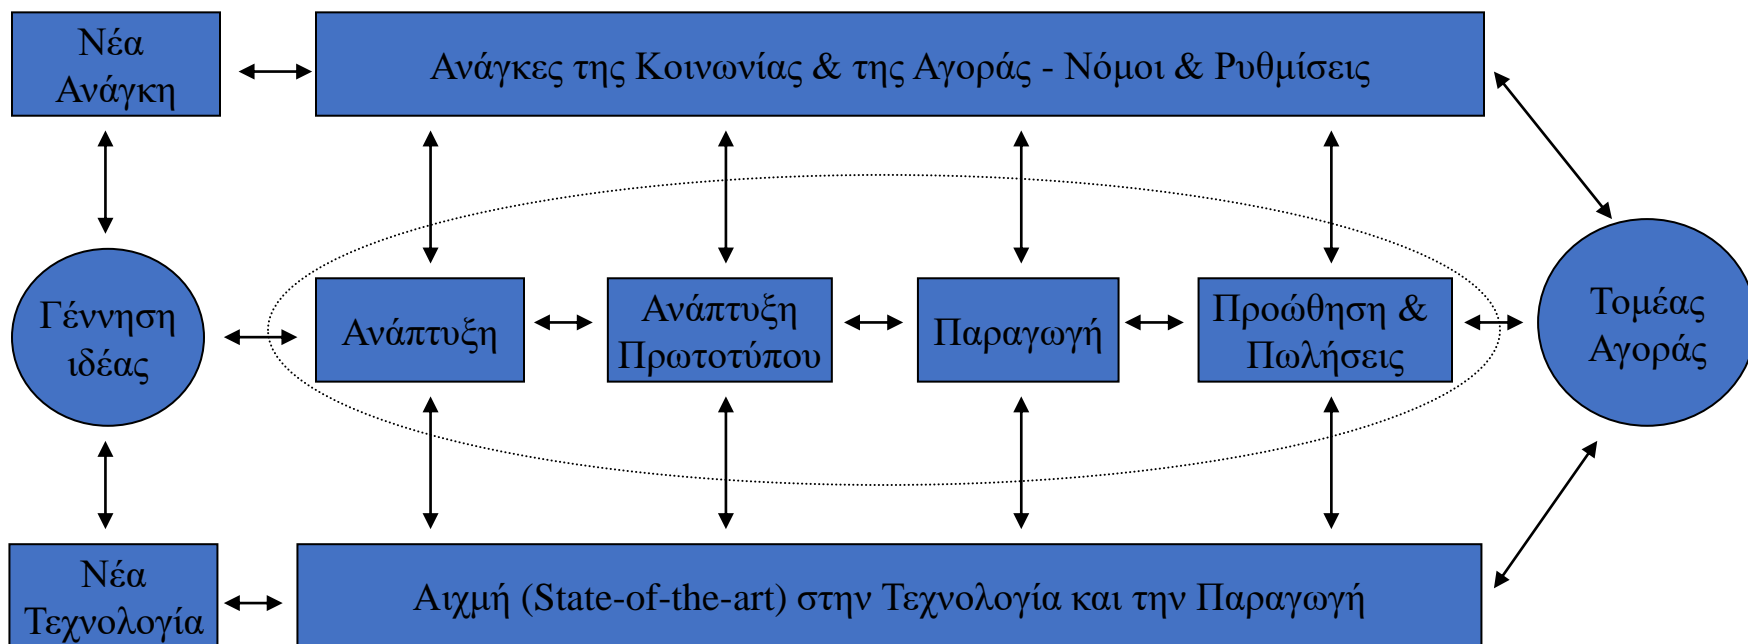 Νέα
Ανάγκη
Ανάγκες της Κοινωνίας & της Αγοράς - Νόμοι & Ρυθμίσεις
Γέννηση
ιδέας
Ανάπτυξη
Ανάπτυξη
Πρωτοτύπου
Παραγωγή
Προώθηση &
Πωλήσεις
Τομέας
Αγοράς
Νέα
Τεχνολογία
Αιχμή (State-of-the-art) στην Τεχνολογία και την Παραγωγή